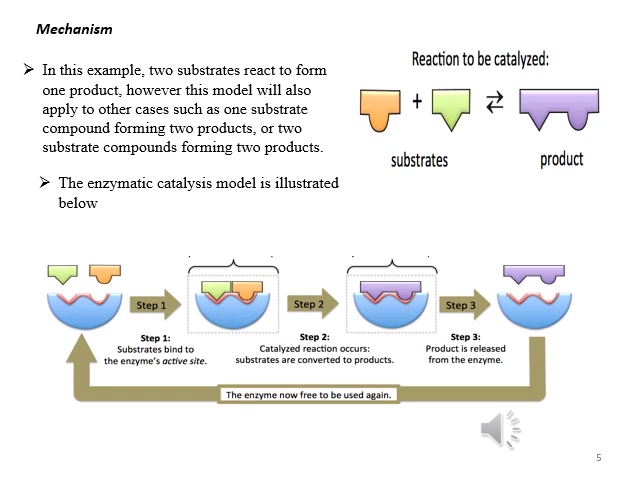 Mechanism
➢ In this example, two substrates react to form
one product, however this model will also
apply to other cases such as one substrate
compound forming two products, or two
substrate compounds forming two products.
➢ The enzymatic catalysis model is illustrated
below
Reaction to be catalyzed:
+ ⇄
substrates product
Step 1 Step 2 Step 3
Step 1:
Substrates bind to
the enzyme's active site.
Step 2:
Catalyzed reaction occurs:
substrates are converted to products.
Step 3:
Product is released
from the enzyme.
The enzyme now free to be used again.
5